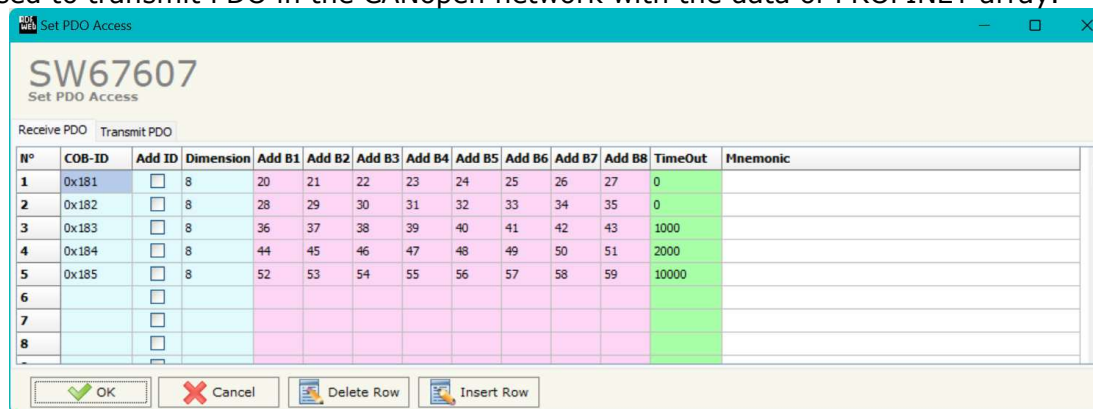 sed to transmit PDO in the CANopen network with the data of PROFINET array.
Set PDO Access
SW67607
Set PDO Access
Receive PDO Transmit PDO
N° COB-ID Add ID Dimension Add B1 Add B2 Add B3 Add B4 Add B5 Add B6 Add B7 Add B8 TimeOut Mnemonic
1 0x181 8 20 21 22 23 24 25 26 27 0
2 0x182 8 28 29 30 31 32 33 34 35 0
3 0x183 8 36 37 38 39 40 41 42 43 1000
4 0x184 8 44 45 46 47 48 49 50 51 2000
5 0x185 8 52 53 54 55 56 57 58 59 10000
6
7
8
OK Cancel Delete Row Insert Row